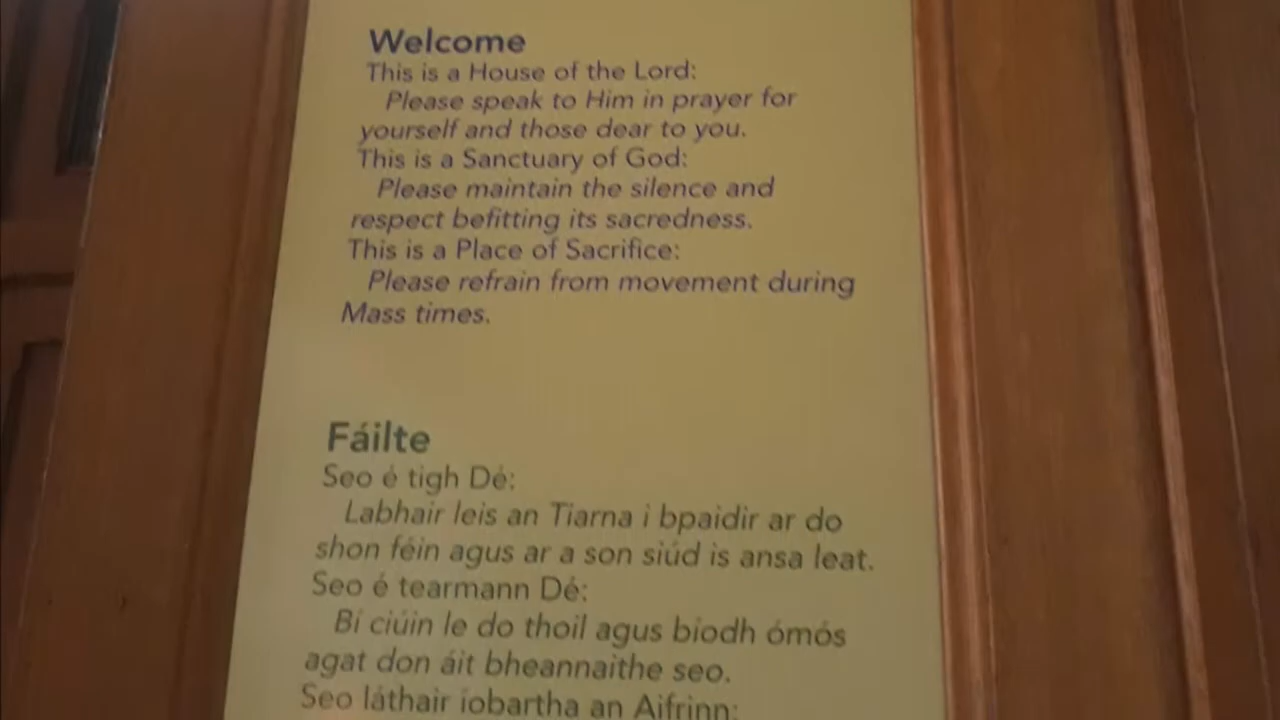 Welcome
This is a House of the Lord:
Please speak to Him in prayer for
yourself and those dear to you.
This is a Sanctuary of God:
Please maintain the silence and
respect befitting its sacredness.
This is a Place of Sacrifice:
Please refrain from movement during
Mass times.
Fáilte
Seo é tigh Dé:
Labhair leis an Tiarna i bpaidir ar do
shon féin agus ar a son siúd is ansa leat.
Seo é tearmann Dé:
Bí ciúin le do thoil agus bíodh ómós
agat don áit bheannaithe seo.
Seo láthair íobartha an Aifrinn: